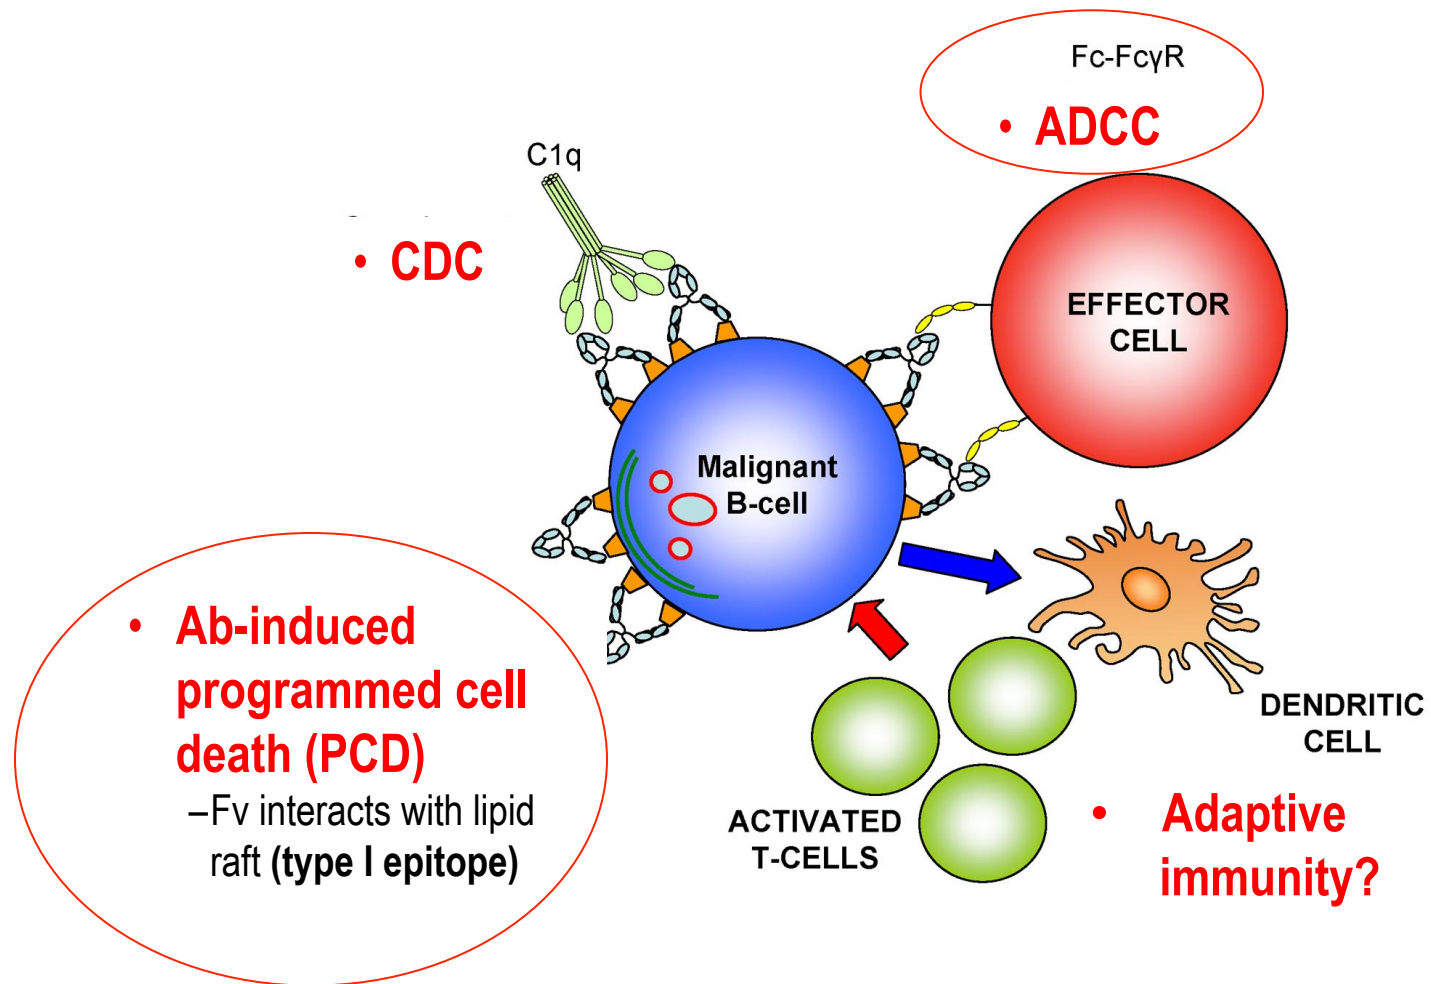 Fc-FcγR
• ADCC
C1q
• CDC
EFFECTOR
CELL
Malignant
B-cell
• Ab-induced
programmed cell
death (PCD)
–Fv interacts with lipid
raft (type I epitope)
DENDRITIC
CELL
ACTIVATED
T-CELLS
• Adaptive
immunity?